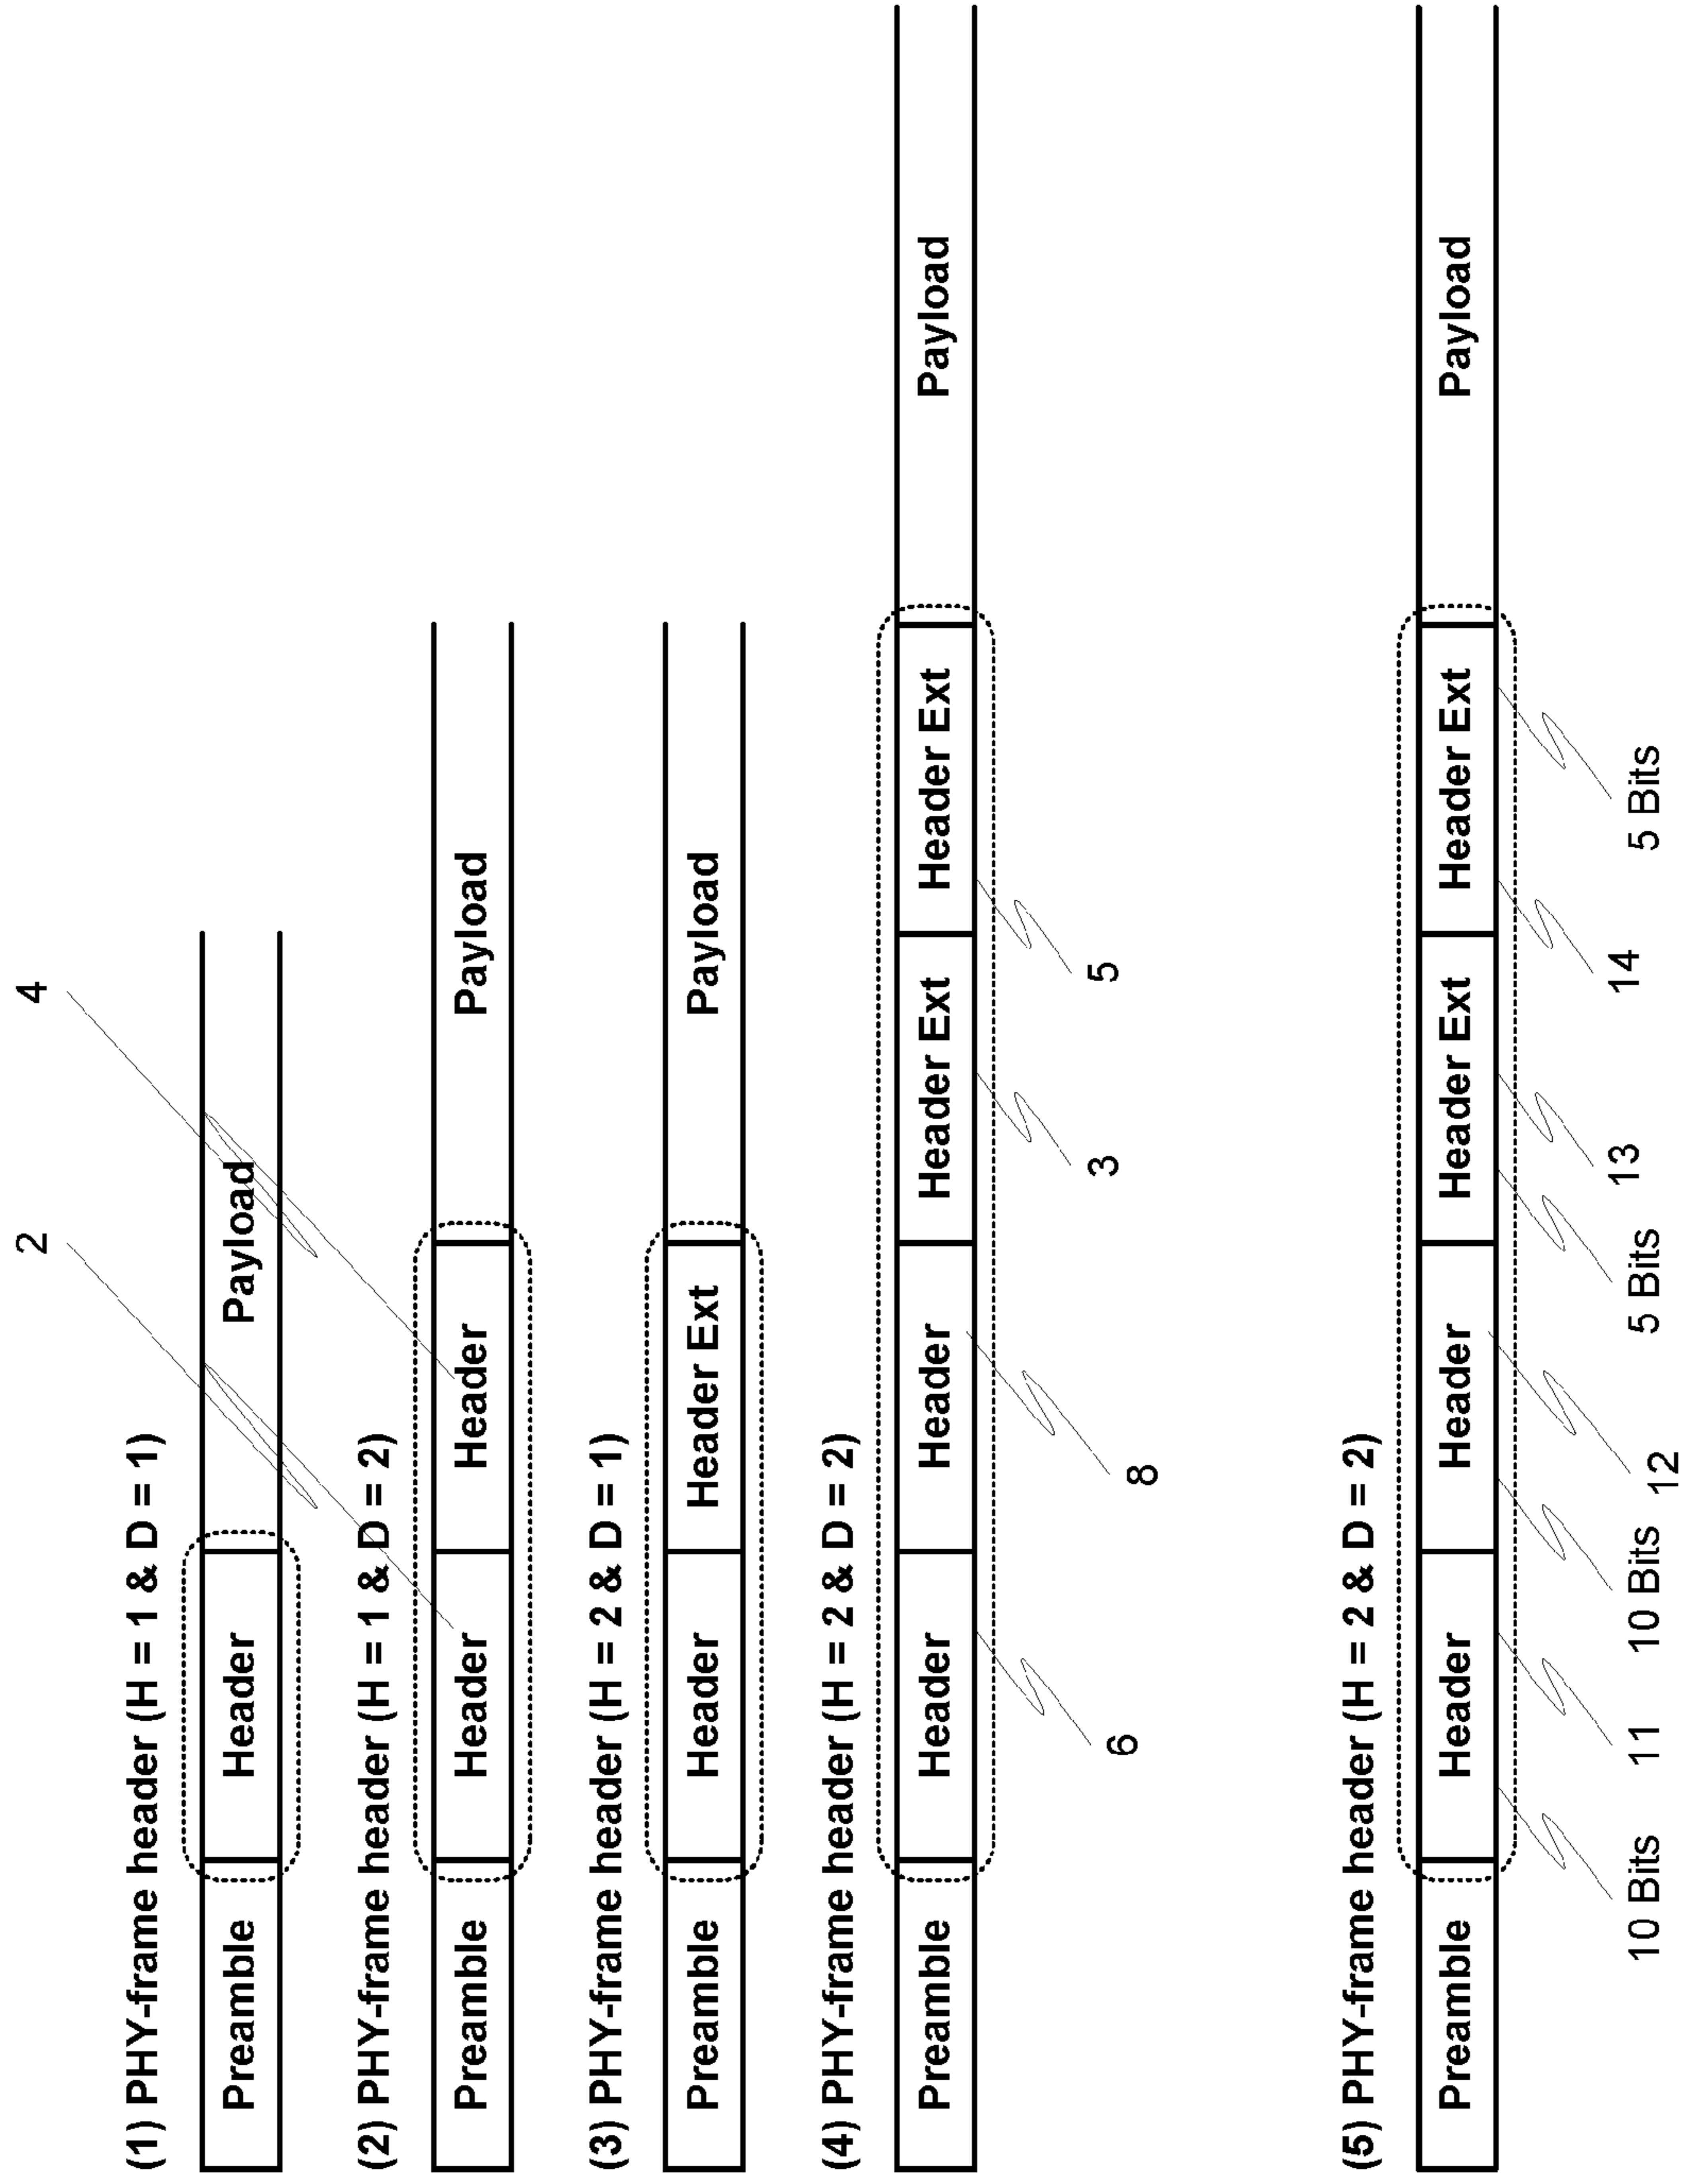 4
2
(1) PHY-frame header (H = 1 & D = 1)
Preamble Header Payload
(2) PHY-frame header (H = 1 & D = 2)
Preamble Header Header Payload
(3) PHY-frame header (H = 2 & D = 1)
Preamble Header Header Ext Payload
(4) PHY-frame header (H = 2 & D = 2)
Preamble Header Header Header Ext Header Ext Payload
6 8 3 5
(5) PHY-frame header (H = 2 & D = 2)
Preamble Header Header Header Ext Header Ext Payload
10 Bits 11 10 Bits 12 5 Bits 13 14 5 Bits